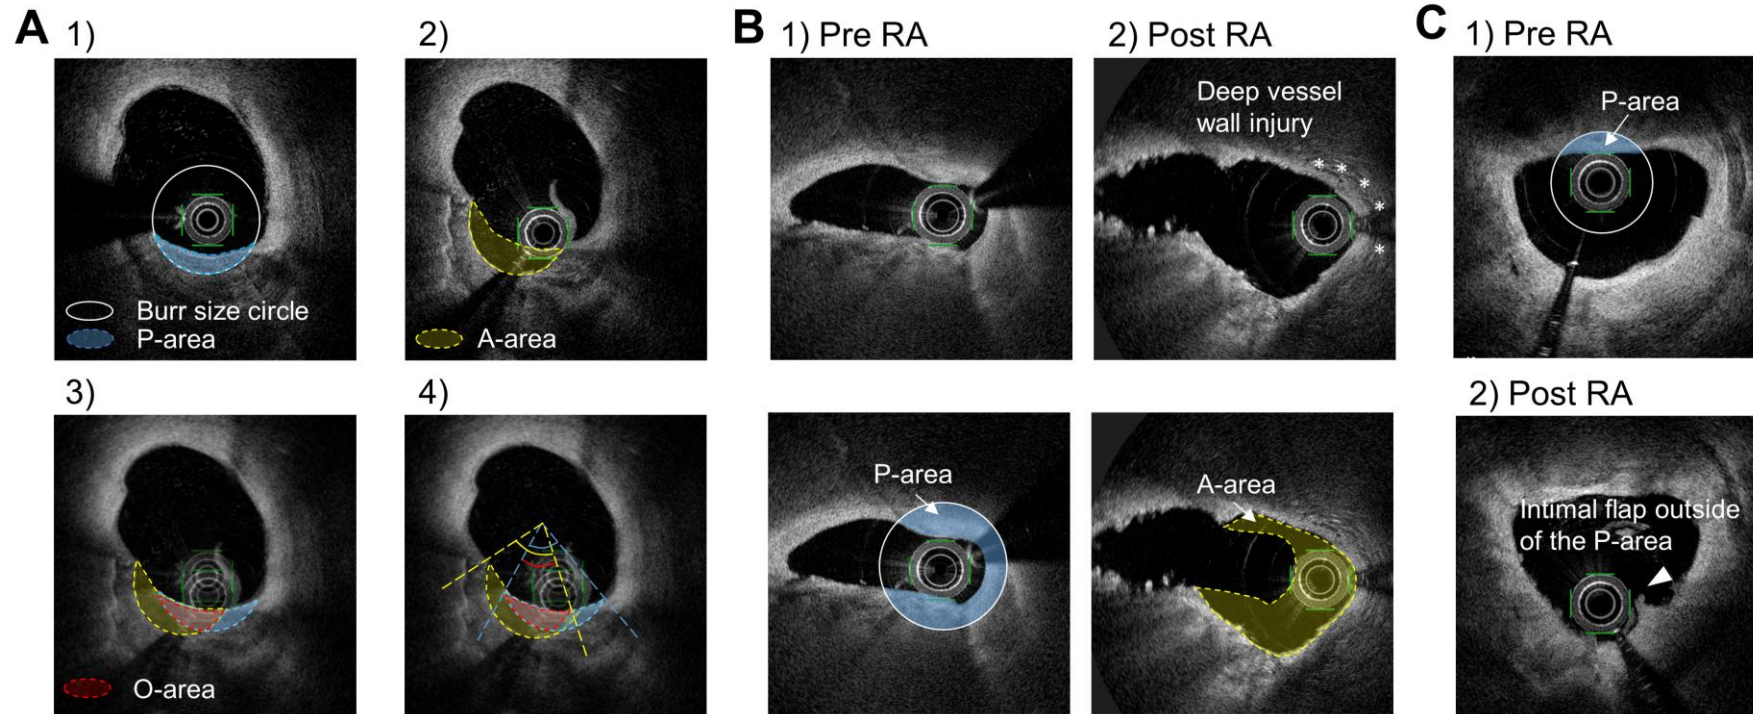 A
1)
2)
Burr size circle
P-area
A-area
3)
4)
O-area
B
1) Pre RA
2) Post RA
Deep vessel
wall injury
* * * * *
P-area
A-area
C
1) Pre RA
P-area
2) Post RA
Intimal flap outside
of the P-area